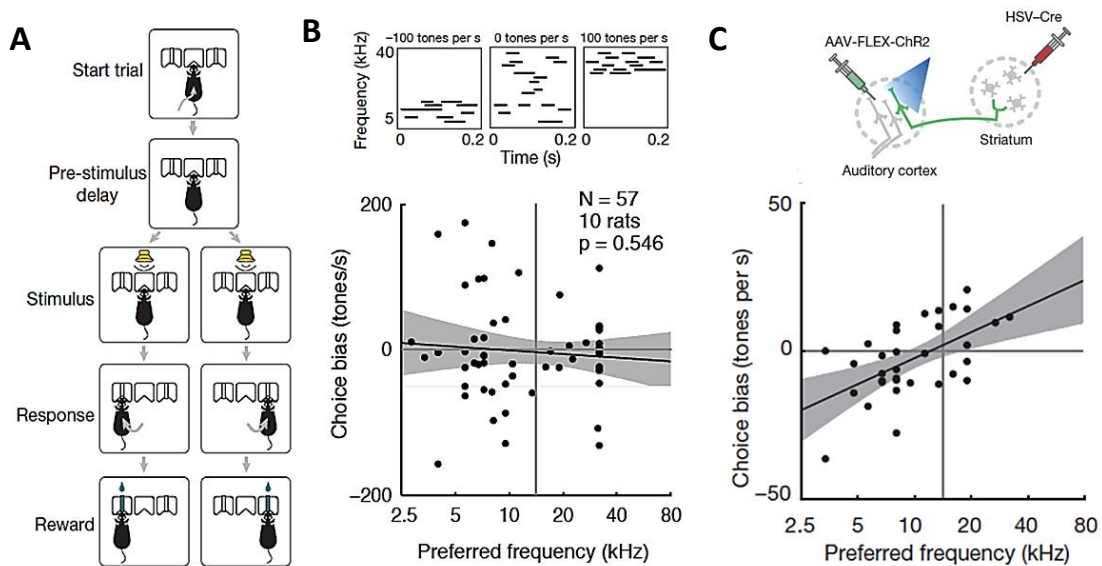 A
Start trial
Pre-stimulus
delay
Stimulus
Response
Reward
B
−100 tones per s
0 tones per s
100 tones per s
40
5
Frequency (kHz)
0 0.2 0 0.2 0 0.2
Time (s)
N = 57
10 rats
p = 0.546
200
0
−200
Choice bias (tones/s)
2.5 5 10 20 40 80
Preferred frequency (kHz)
C
HSV–Cre
AAV-FLEX-ChR2
Striatum
Auditory cortex
50
0
−50
Choice bias (tones per s)
2.5 5 10 20 40 80
Preferred frequency (kHz)